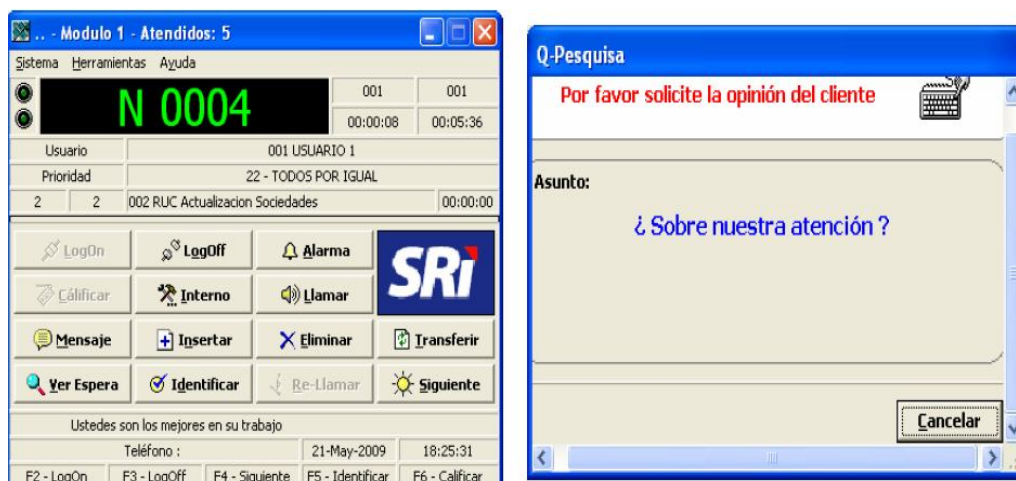 .. - Modulo 1 - Atendidos: 5
Sistema Herramientas Ayuda
N 0004
001 001
00:00:08 00:05:36
Usuario 001 USUARIO 1
Prioridad 22 - TODOS POR IGUAL
2 2 002 RUC Actualizacion Sociedades 00:00:00
LogOn LogOff Alarma
SRi
Cálificar Interno Llamar
Mensaje Insertar Eliminar Transferir
Ver Espera Identificar Re-Llamar Siguiente
Ustedes son los mejores en su trabajo
Teléfono : 21-May-2009 18:25:31
F2 - LogOn F3 - LogOff F4 - Siguiente F5 - Identificar F6 - Calificar
Q-Pesquisa
Por favor solicite la opinión del cliente
Asunto:
¿ Sobre nuestra atención ?
Cancelar